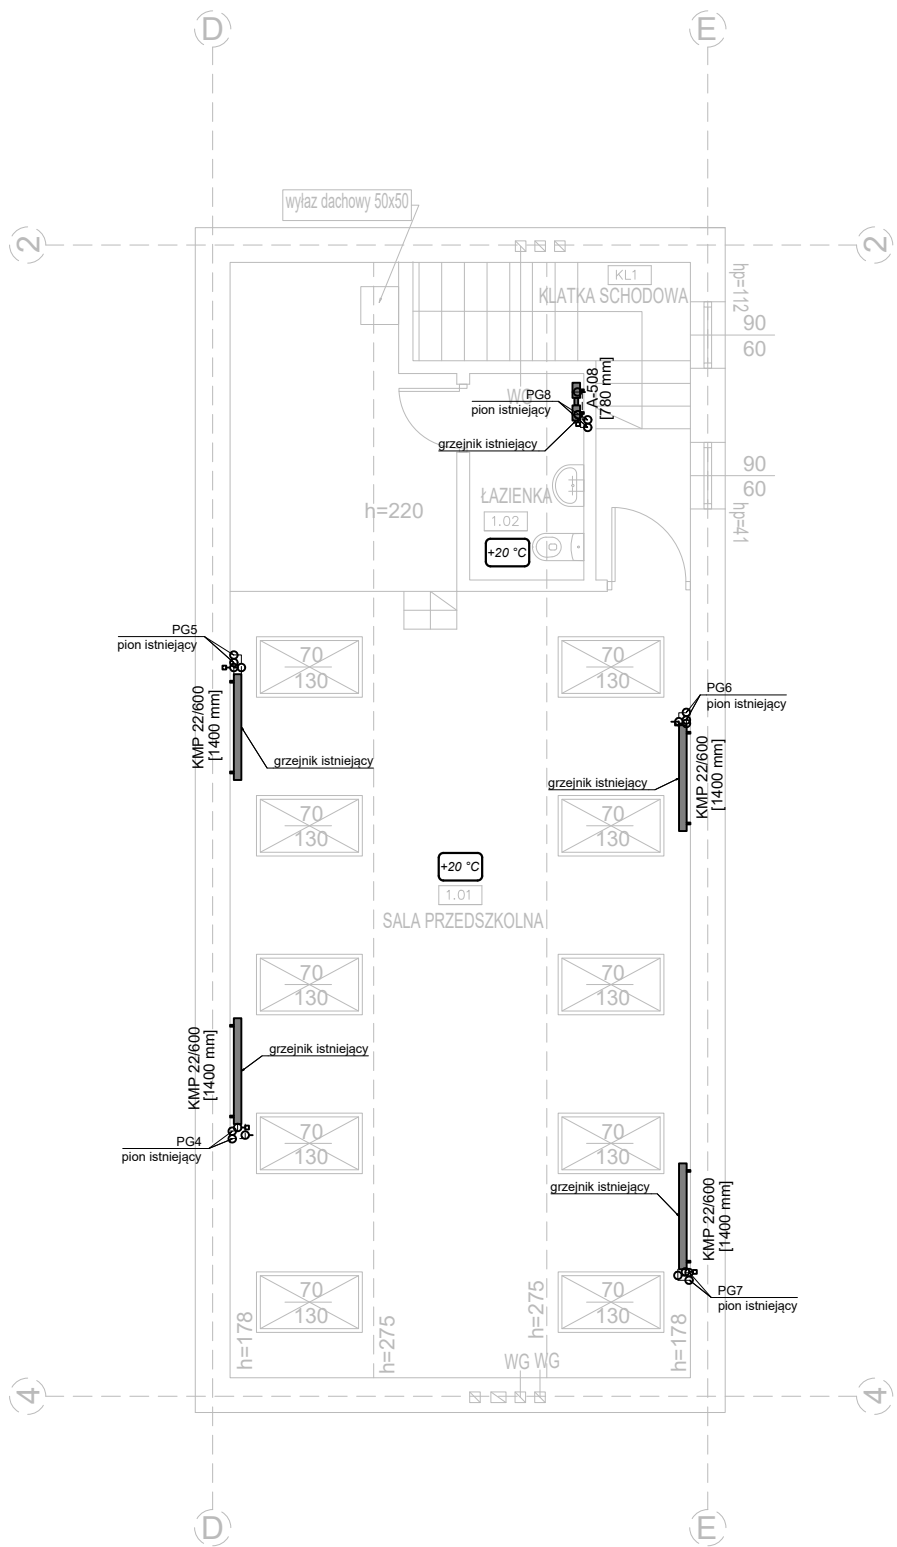 D
E
wyłaz dachowy 50x50
2
2
KL1
KLATKA SCHODOWA
hp=112
90
60
WG
A-508
[780 mm]
PG8
pion istniejący
grzejnik istniejący
90
60
hp=41
ŁAZIENKA
1.02
+20 °C
h=220
PG5
pion istniejący
70
130
70
130
KMP 22/600
[1400 mm]
grzejnik istniejący
PG6
pion istniejący
grzejnik istniejący
KMP 22/600
[1400 mm]
70
130
70
130
+20 °C
1.01
SALA PRZEDSZKOLNA
70
130
70
130
KMP 22/600
[1400 mm]
grzejnik istniejący
PG4
pion istniejący
70
130
70
130
grzejnik istniejący
KMP 22/600
[1400 mm]
PG7
pion istniejący
70
130
70
130
h=178
h=275
h=275
h=178
WG WG
4
4
D
E